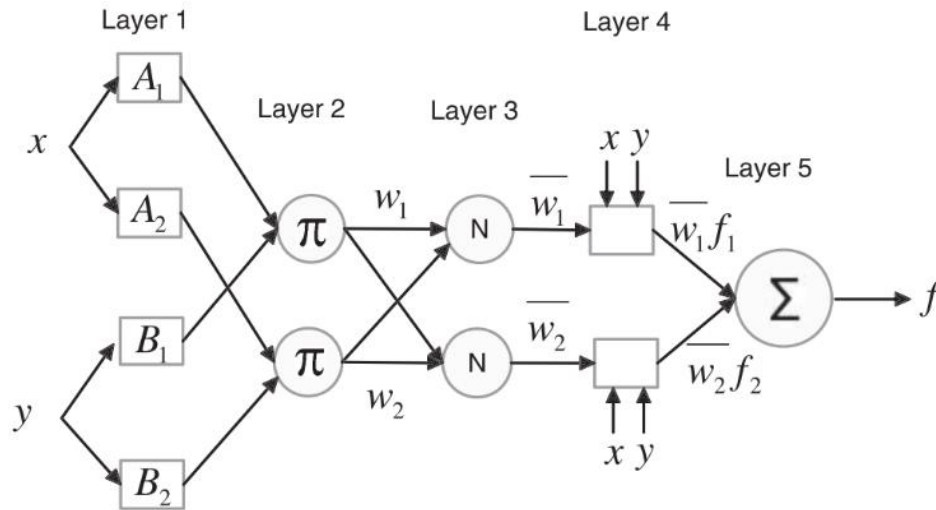 Layer 1
Layer 4
A₁
Layer 2
Layer 3
x
x y
Layer 5
A₂
w₁
w̅₁
π
N
w̅₁f₁
Σ
f
B₁
w̅₂
π
N
w₂
w̅₂f₂
y
x y
B₂